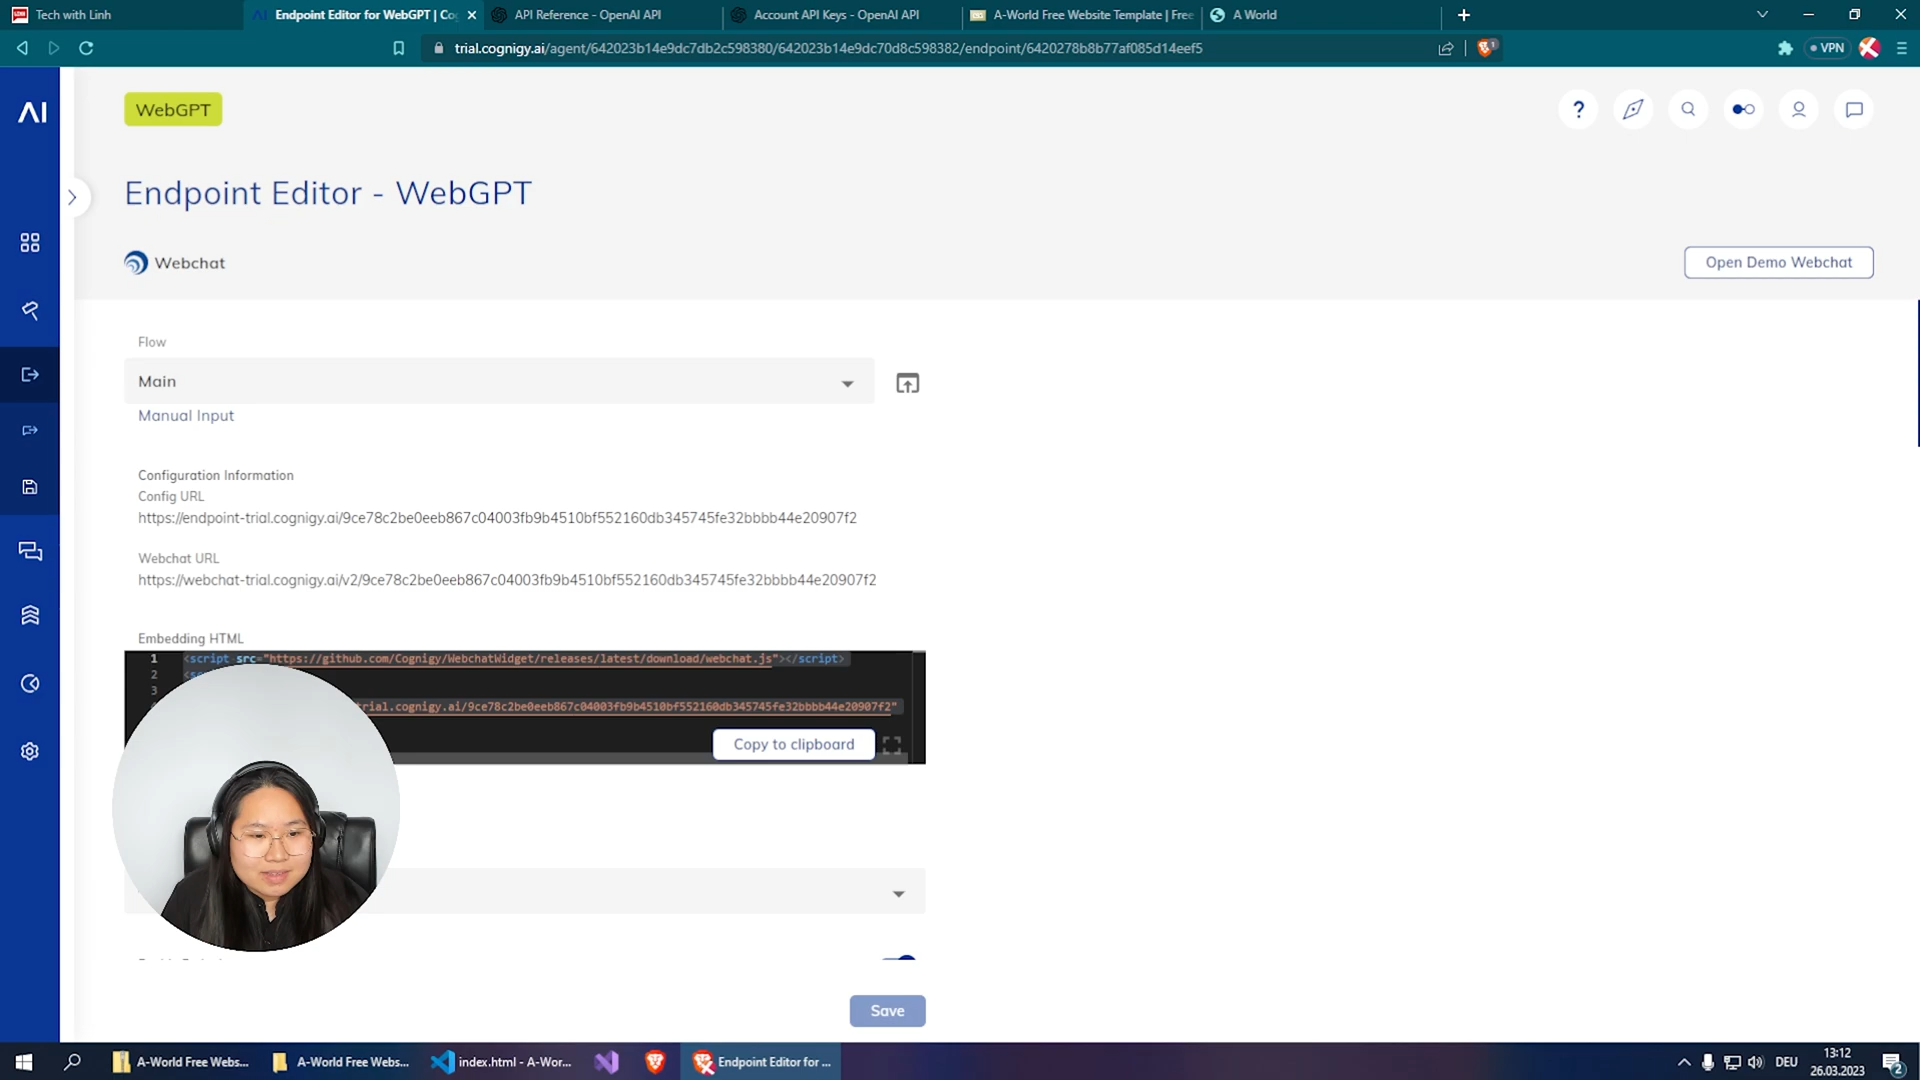 Tech with Linh
Endpoint Editor for WebGPT | Co
API Reference - OpenAI API
Account API Keys - OpenAI API
A-World Free Website Template | Free
A World
trial.cognigy.ai/agent/642023b14e9dc7db2c598380/642023b14e9dc70d8c598382/endpoint/6420278b8b77af085d14eef5
1
VPN
AI
WebGPT
?
Endpoint Editor - WebGPT
Webchat
Open Demo Webchat
Flow
Main
Manual Input
Configuration Information
Config URL
https://endpoint-trial.cognigy.ai/9ce78c2be0eeb867c04003fb9b4510bf552160db345745fe32bbbb44e20907f2
Webchat URL
https://webchat-trial.cognigy.ai/v2/9ce78c2be0eeb867c04003fb9b4510bf552160db345745fe32bbbb44e20907f2
Embedding HTML
1 <script src="https://github.com/Cognigy/WebchatWidget/releases/latest/download/webchat.js"></script>
2 <s
3
trial.cognigy.ai/9ce78c2be0eeb867c04003fb9b4510bf552160db345745fe32bbbb44e20907f2"
Copy to clipboard
Save
A-World Free Webs...
A-World Free Webs...
index.html - A-Wor...
Endpoint Editor for ...
DEU
13:12
26.03.2023
2